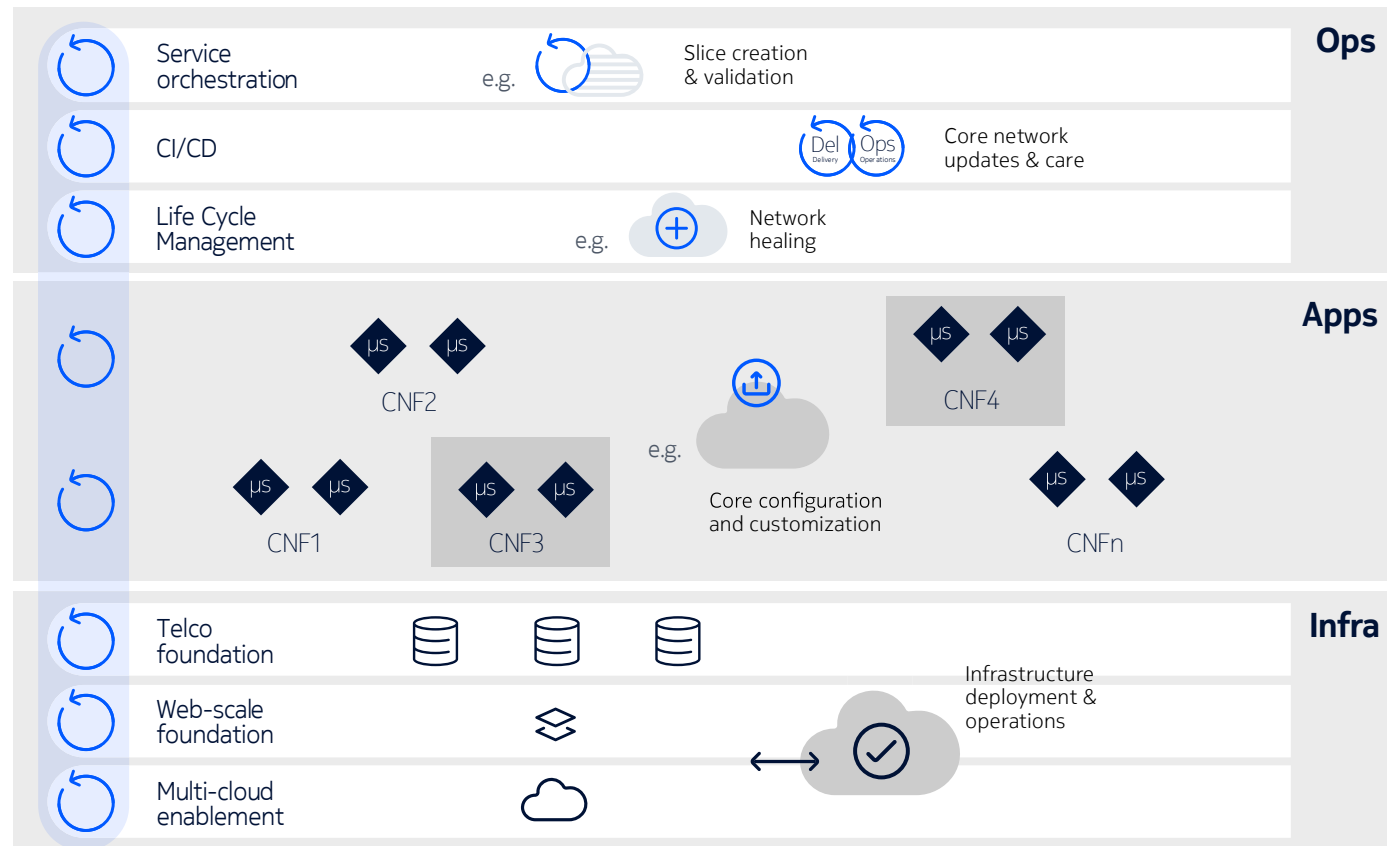 Ops
Service
orchestration
e.g.
Slice creation
& validation
CI/CD
Del
Delivery
Ops
Operations
Core network
updates & care
Life Cycle
Management
e.g.
Network
healing
Apps
µs
µs
CNF2
µs
µs
CNF4
e.g.
Core configuration
and customization
µs
µs
CNF1
µs
µs
CNF3
µs
µs
CNFn
Infra
Telco
foundation
Infrastructure
deployment &
operations
Web-scale
foundation
Multi-cloud
enablement